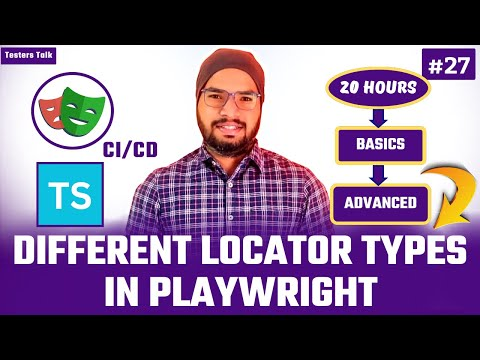 Testers Talk
#27
20 HOURS
CI/CD
BASICS
TS
ADVANCED
DIFFERENT LOCATOR TYPES
IN PLAYWRIGHT